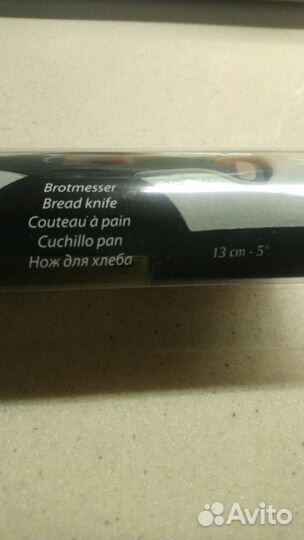 Brotmesser
Bread knife
Couteau à pain
Cuchillo pan
Нож для хлеба
13 cm - 5"
Avito